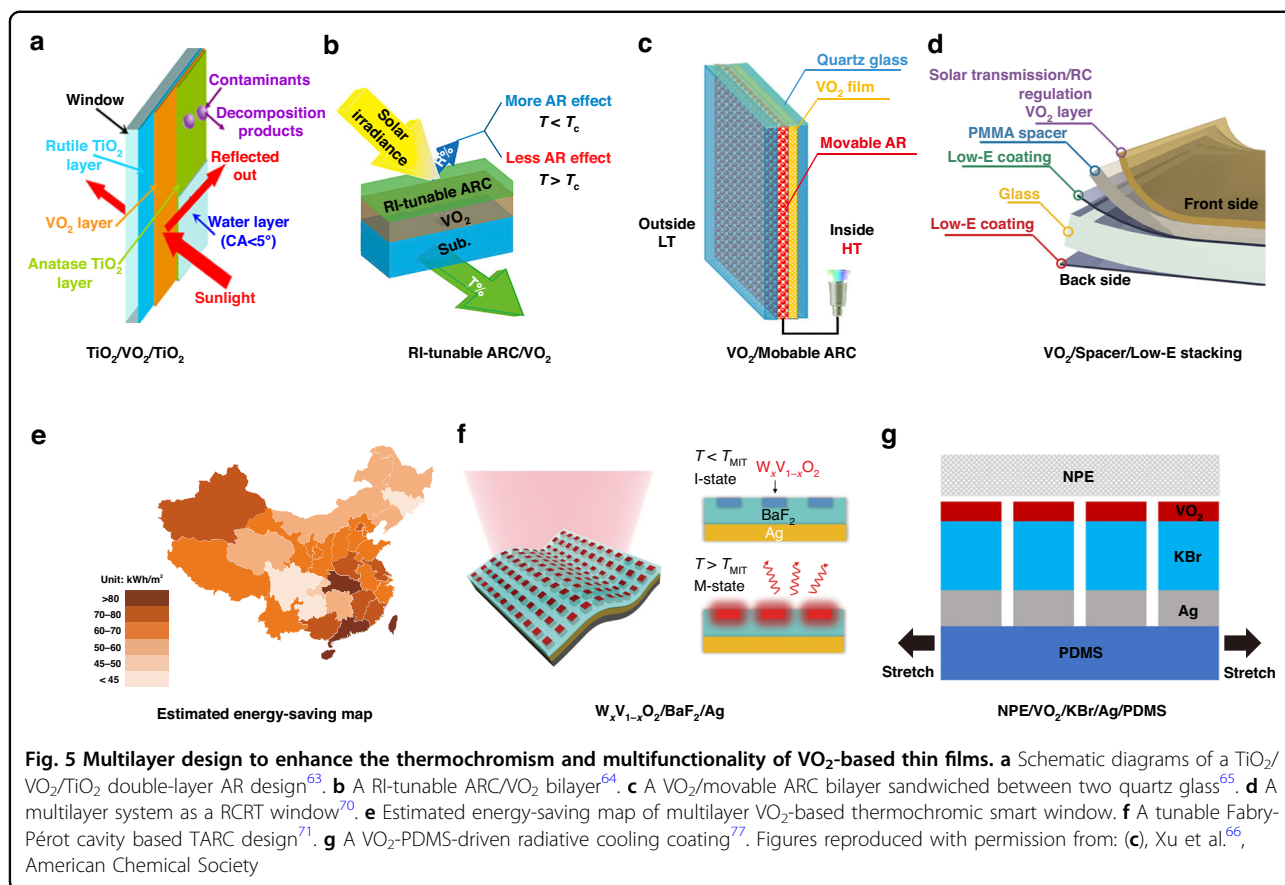 a
Window
Contaminants
Decomposition
products
Rutile TiO₂
layer
Reflected
out
VO₂ layer
Water layer
(CA<5°)
Anatase TiO₂
layer
Sunlight
TiO₂/VO₂/TiO₂
b
Solar
irradiance
R%
More AR effect
T < Tc
Less AR effect
T > Tc
RI-tunable ARC
VO₂
Sub.
T%
RI-tunable ARC/VO₂
c
Quartz glass
VO₂ film
Movable AR
Outside
LT
Inside
HT
VO₂/Mobable ARC
d
Solar transmission/RC
regulation
VO₂ layer
PMMA spacer
Low-E coating
Glass
Low-E coating
Front side
Back side
VO₂/Spacer/Low-E stacking
e
Unit: kWh/m²
>80
70–80
60–70
50–60
45–50
< 45
Estimated energy-saving map
f
T < TMIT
I-state
WxV1−xO₂
BaF₂
Ag
T > TMIT
M-state
WxV1−xO₂/BaF₂/Ag
g
NPE
VO₂
KBr
Ag
PDMS
Stretch
Stretch
NPE/VO₂/KBr/Ag/PDMS
Fig. 5 Multilayer design to enhance the thermochromism and multifunctionality of VO₂-based thin films. a Schematic diagrams of a TiO₂/
VO₂/TiO₂ double-layer AR design⁶³. b A RI-tunable ARC/VO₂ bilayer⁶⁴. c A VO₂/movable ARC bilayer sandwiched between two quartz glass⁶⁵. d A
multilayer system as a RCRT window⁷⁰. e Estimated energy-saving map of multilayer VO₂-based thermochromic smart window. f A tunable Fabry-
Pérot cavity based TARC design⁷¹. g A VO₂-PDMS-driven radiative cooling coating⁷⁷. Figures reproduced with permission from: (c), Xu et al.⁶⁶,
American Chemical Society